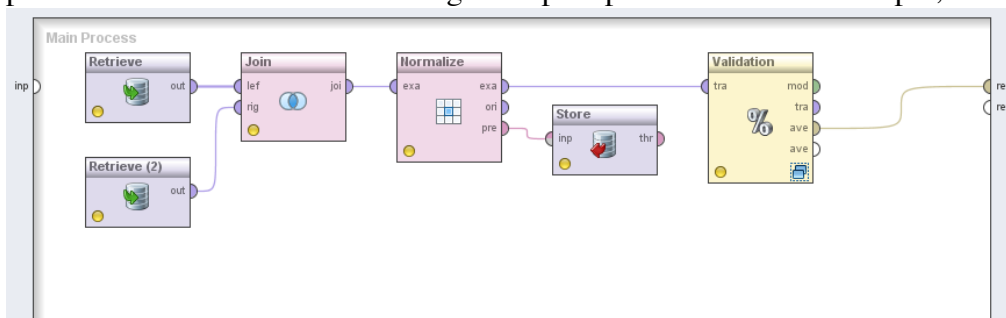 Main Process
inp
Retrieve
out
Retrieve (2)
out
Join
lef
joi
rig
Normalize
exa
exa
ori
pre
Store
inp
thr
Validation
tra
mod
tra
ave
ave
%
re
re